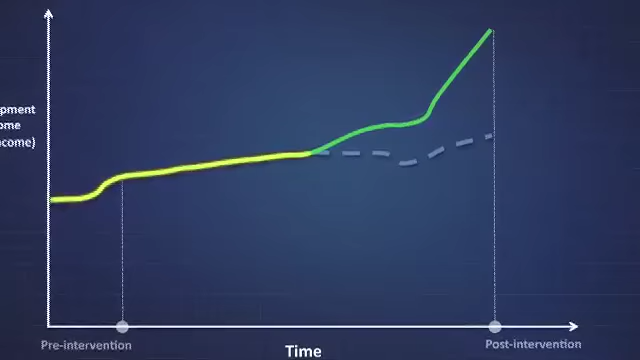 pment
ome
come)
Pre-intervention
Time
Post-intervention